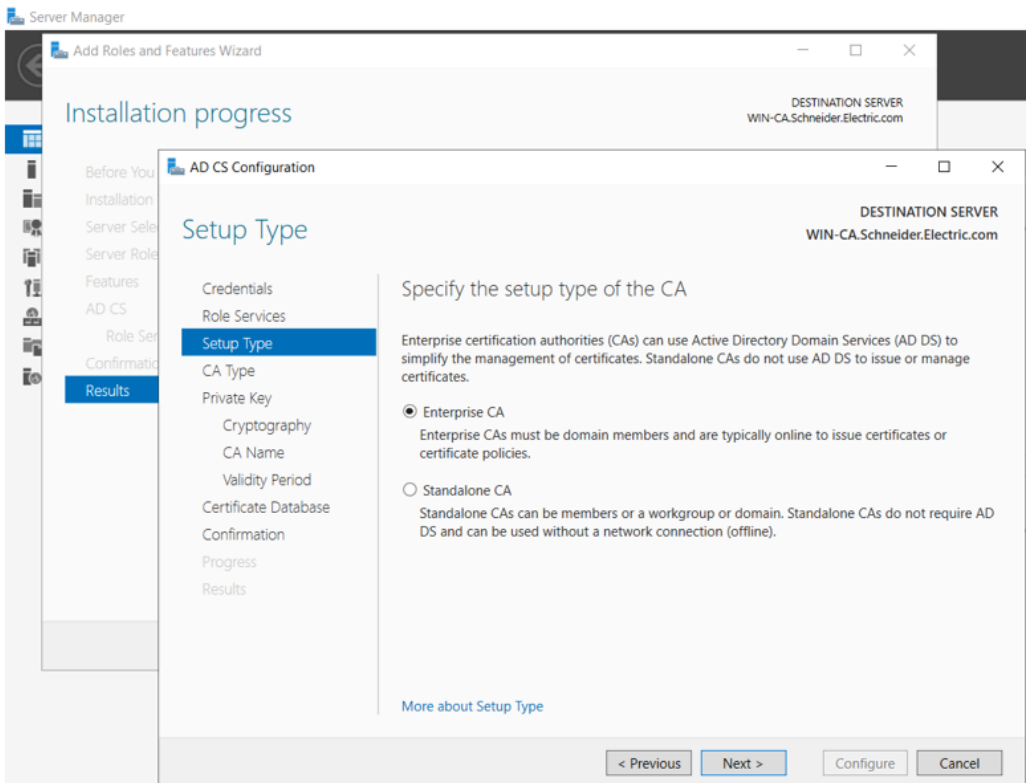 Server Manager
Add Roles and Features Wizard
Installation progress
DESTINATION SERVER
WIN-CA.Schneider.Electric.com
Before You
Installation
Server Sele
Server Role
Features
AD CS
Role Ser
Confirmatio
Results
AD CS Configuration
Setup Type
DESTINATION SERVER
WIN-CA.Schneider.Electric.com
Credentials
Role Services
Setup Type
CA Type
Private Key
Cryptography
CA Name
Validity Period
Certificate Database
Confirmation
Progress
Results
Specify the setup type of the CA
Enterprise certification authorities (CAs) can use Active Directory Domain Services (AD DS) to
simplify the management of certificates. Standalone CAs do not use AD DS to issue or manage
certificates.
Enterprise CA
Enterprise CAs must be domain members and are typically online to issue certificates or
certificate policies.
Standalone CA
Standalone CAs can be members or a workgroup or domain. Standalone CAs do not require AD
DS and can be used without a network connection (offline).
More about Setup Type
< Previous
Next >
Configure
Cancel